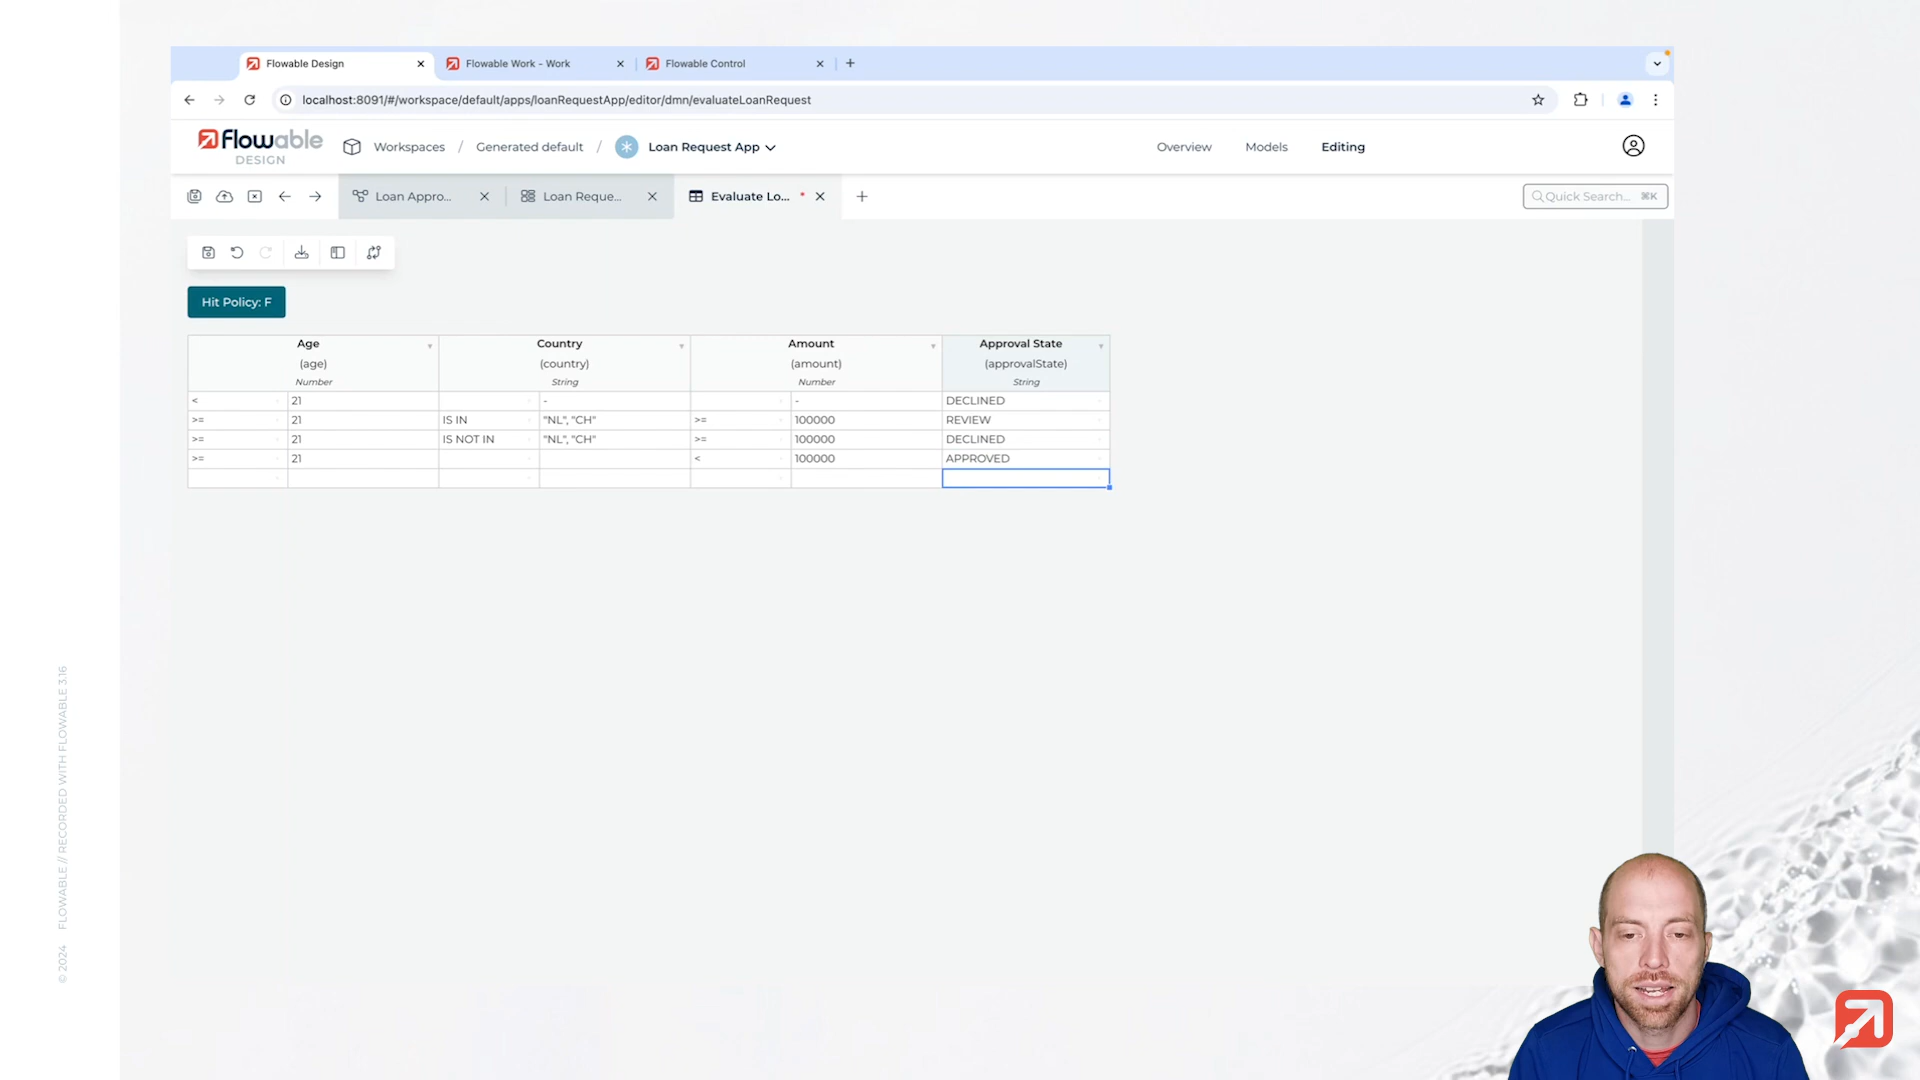 Flowable Design
Flowable Work - Work
Flowable Control
localhost:8091/#/workspace/default/apps/loanRequestApp/editor/dmn/evaluateLoanRequest
Flowable
DESIGN
Workspaces / Generated default / Loan Request App
Overview Models Editing
Loan Appro...
Loan Reque...
Evaluate Lo... *
Quick Search... ⌘K
Hit Policy: F
Age Country Amount Approval State
(age) (country) (amount) (approvalState)
Number String Number String
< 21 - - DECLINED
>= 21 IS IN "NL", "CH" >= 100000 REVIEW
>= 21 IS NOT IN "NL", "CH" >= 100000 DECLINED
>= 21 < 100000 APPROVED
© 2024 FLOWABLE // RECORDED WITH FLOWABLE 3.16